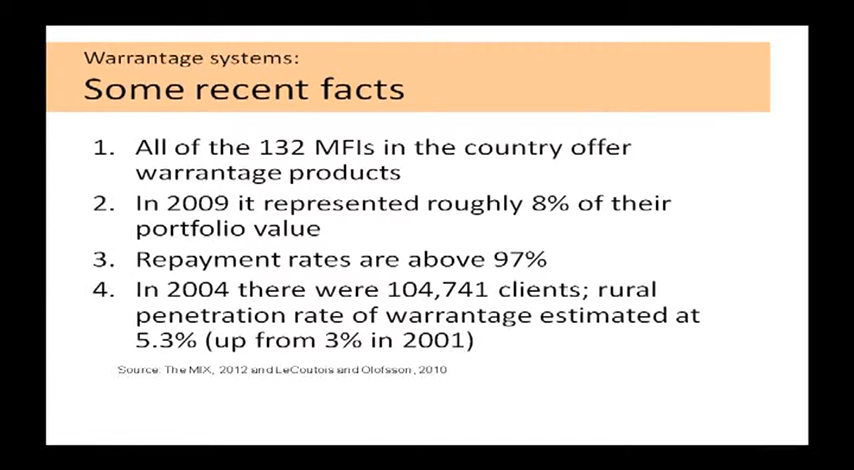 Warrantage systems:
Some recent facts
1. All of the 132 MFIs in the country offer
warrantage products
2. In 2009 it represented roughly 8% of their
portfolio value
3. Repayment rates are above 97%
4. In 2004 there were 104,741 clients; rural
penetration rate of warrantage estimated at
5.3% (up from 3% in 2001)
Source: The MIX, 2012 and LeCoutois and Olofsson, 2010